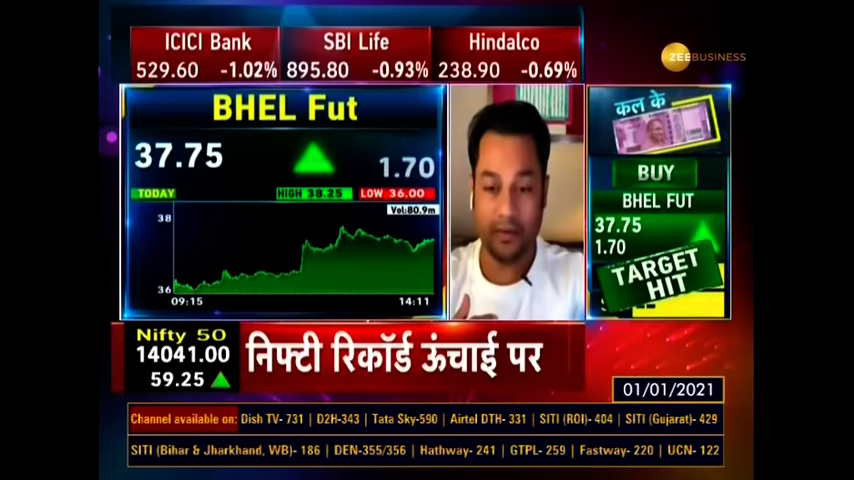 ICICI Bank
529.60 -1.02%
SBI Life
895.80 -0.93%
Hindalco
238.90 -0.69%
ZEEBUSINESS
BHEL Fut
37.75 1.70
TODAY HIGH 38.25 LOW 36.00
Vol:80.9m
38
36
09:15 14:11
कल के
BUY
BHEL FUT
37.75
1.70
TARGET
HIT
Nifty 50
14041.00
59.25
निफ्टी रिकॉर्ड ऊंचाई पर
01/01/2021
Channel available on: Dish TV- 731 | D2H-343 | Tata Sky-590 | Airtel DTH- 331 | SITI (ROI)- 404 | SITI (Gujarat)- 429
SITI (Bihar & Jharkhand, WB)- 186 | DEN-355/356 | Hathway- 241 | GTPL- 259 | Fastway- 220 | UCN- 122